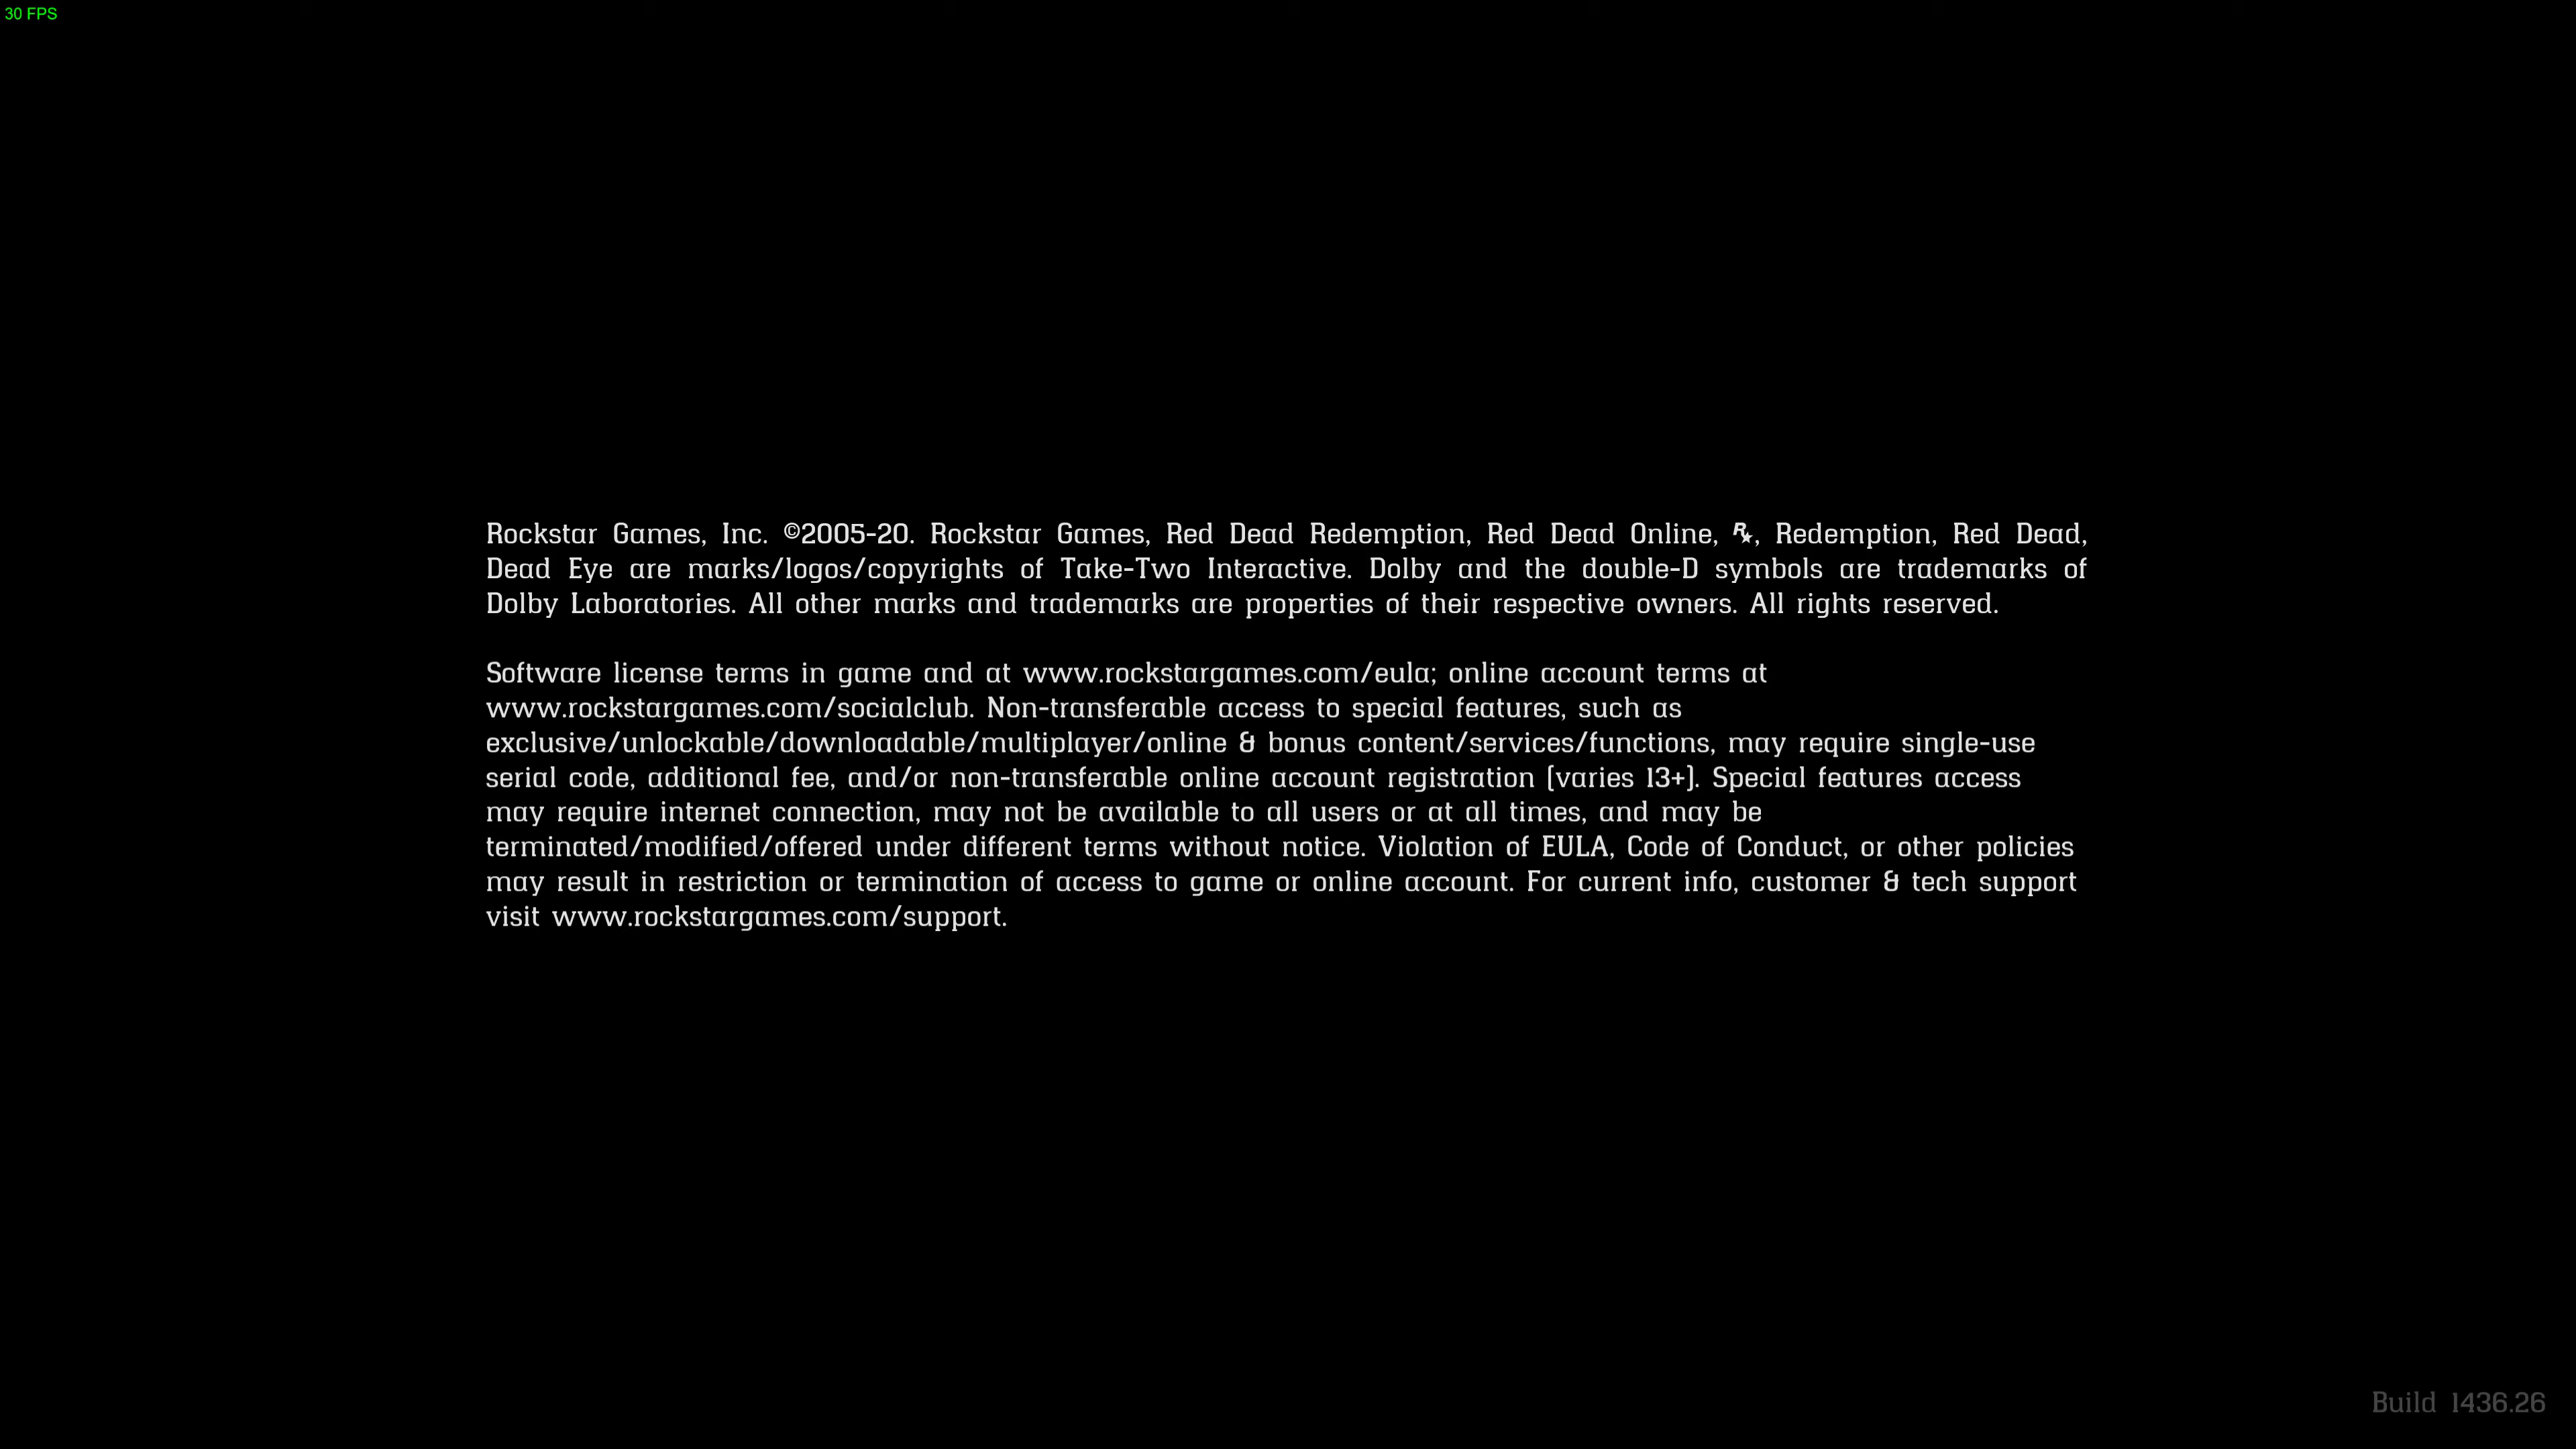 30 FPS
Rockstar Games, Inc. ©2005-20. Rockstar Games, Red Dead Redemption, Red Dead Online, R★, Redemption, Red Dead,
Dead Eye are marks/logos/copyrights of Take-Two Interactive. Dolby and the double-D symbols are trademarks of
Dolby Laboratories. All other marks and trademarks are properties of their respective owners. All rights reserved.
Software license terms in game and at www.rockstargames.com/eula; online account terms at
www.rockstargames.com/socialclub. Non-transferable access to special features, such as
exclusive/unlockable/downloadable/multiplayer/online & bonus content/services/functions, may require single-use
serial code, additional fee, and/or non-transferable online account registration (varies 13+). Special features access
may require internet connection, may not be available to all users or at all times, and may be
terminated/modified/offered under different terms without notice. Violation of EULA, Code of Conduct, or other policies
may result in restriction or termination of access to game or online account. For current info, customer & tech support
visit www.rockstargames.com/support.
Build 1436.26